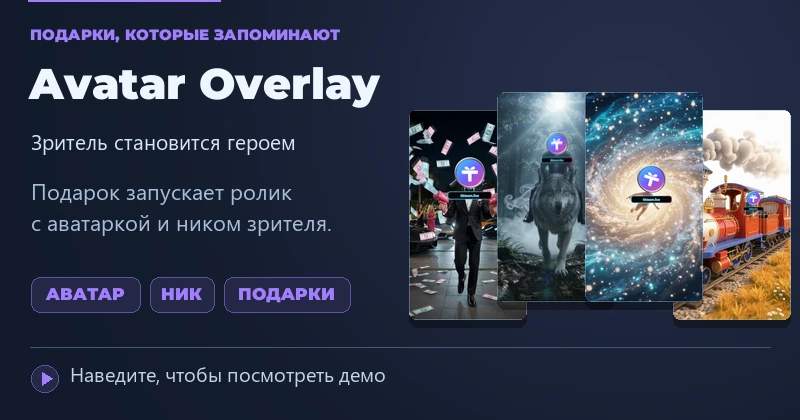 ПОДАРКИ, КОТОРЫЕ ЗАПОМИНАЮТ
Avatar Overlay
Зритель становится героем
Подарок запускает ролик
с аватаркой и ником зрителя.
АВАТАР
НИК
ПОДАРКИ
Наведите, чтобы посмотреть демо